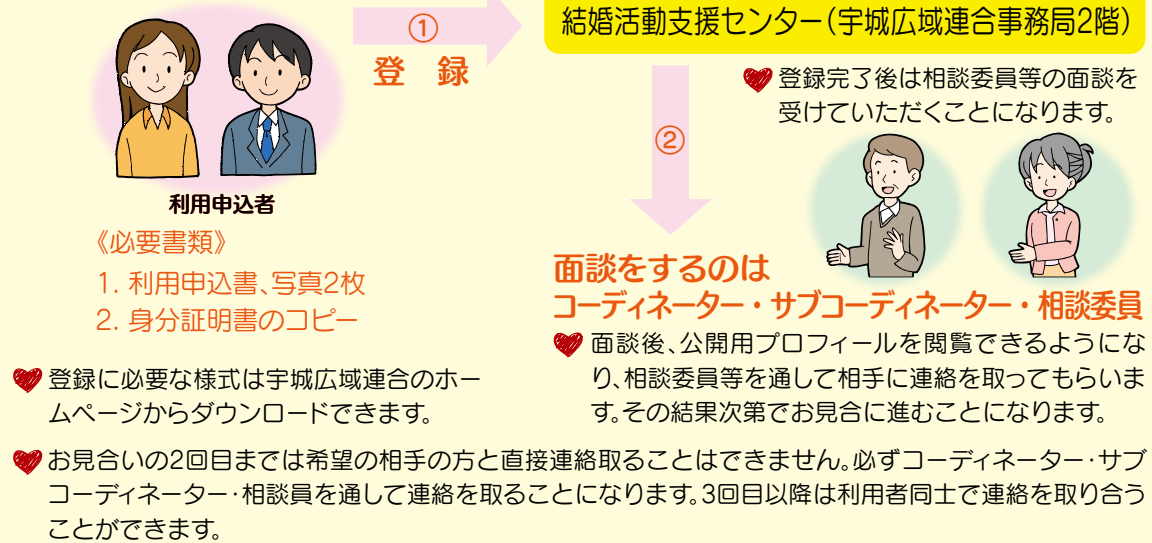 ①
登　録
結婚活動支援センター(宇城広域連合事務局2階)
登録完了後は相談委員等の面談を
受けていただくことになります。
②
利用申込者
《必要書類》
1. 利用申込書、写真2枚
2. 身分証明書のコピー
面談をするのは
コーディネーター・サブコーディネーター・相談委員
登録に必要な様式は宇城広域連合のホー
ムページからダウンロードできます。
面談後、公開用プロフィールを閲覧できるようにな
り、相談委員等を通して相手に連絡を取ってもらいま
す。その結果次第でお見合に進むことになります。
お見合いの2回目までは希望の相手の方と直接連絡取ることはできません。必ずコーディネーター・サブ
コーディネーター・相談員を通して連絡を取ることになります。3回目以降は利用者同士で連絡を取り合う
ことができます。